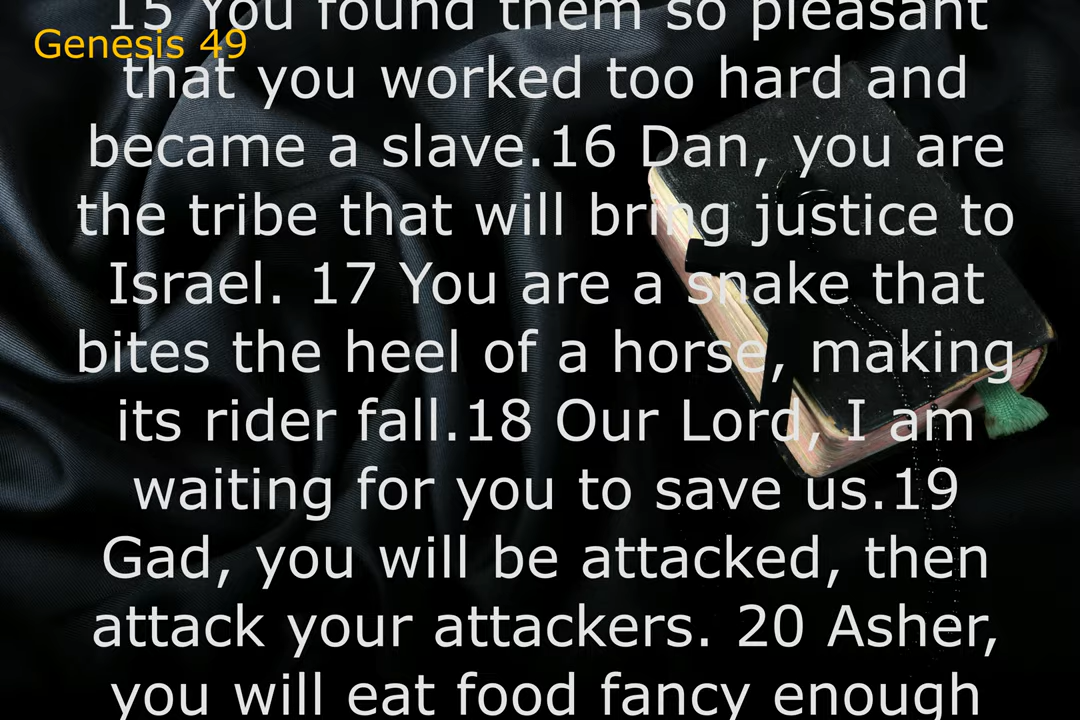 15 You found them so pleasant
Genesis 49
that you worked too hard and
became a slave.16 Dan, you are
the tribe that will bring justice to
Israel. 17 You are a snake that
bites the heel of a horse, making
its rider fall.18 Our Lord, I am
waiting for you to save us.19
Gad, you will be attacked, then
attack your attackers. 20 Asher,
you will eat food fancy enough